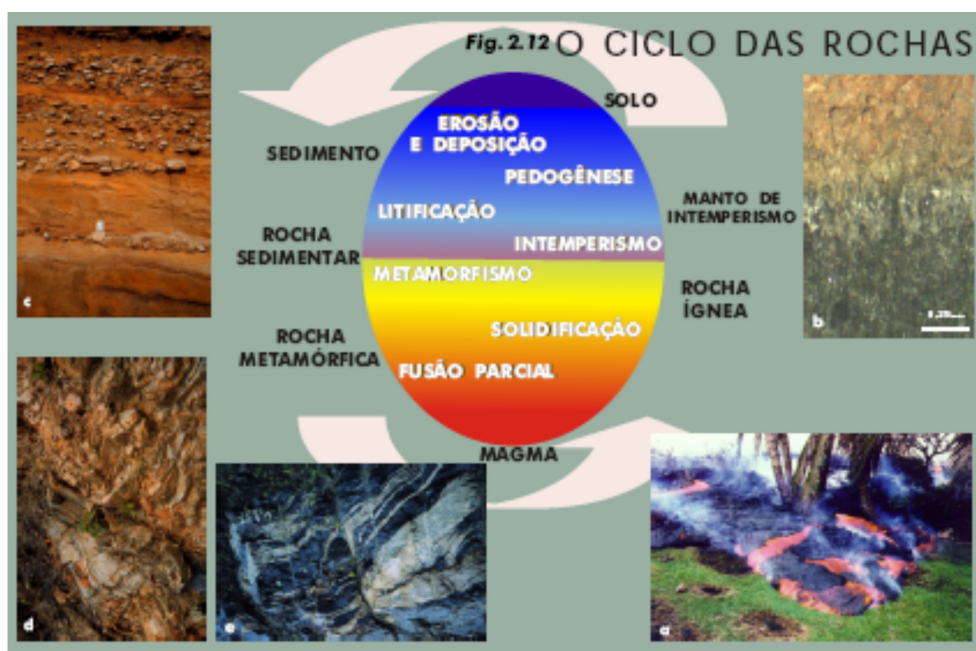 Fig. 2.12 O CICLO DAS ROCHAS
SOLO
EROSÃO
E DEPOSIÇÃO
SEDIMENTO
PEDOGÊNESE
MANTO DE
INTEMPERISMO
LITIFICAÇÃO
ROCHA
SEDIMENTAR
INTEMPERISMO
METAMORFISMO
ROCHA
ÍGNEA
SOLIDIFICAÇÃO
ROCHA
METAMÓRFICA
FUSÃO PARCIAL
MAGMA
c
b
d
e
a